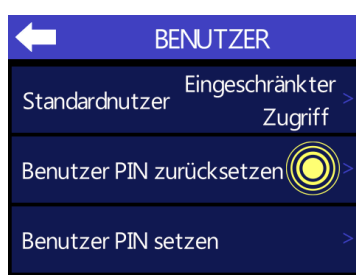 BENUTZER
Standardnutzer Eingeschränkter
Zugriff >
Benutzer PIN zurücksetzen >
Benutzer PIN setzen >